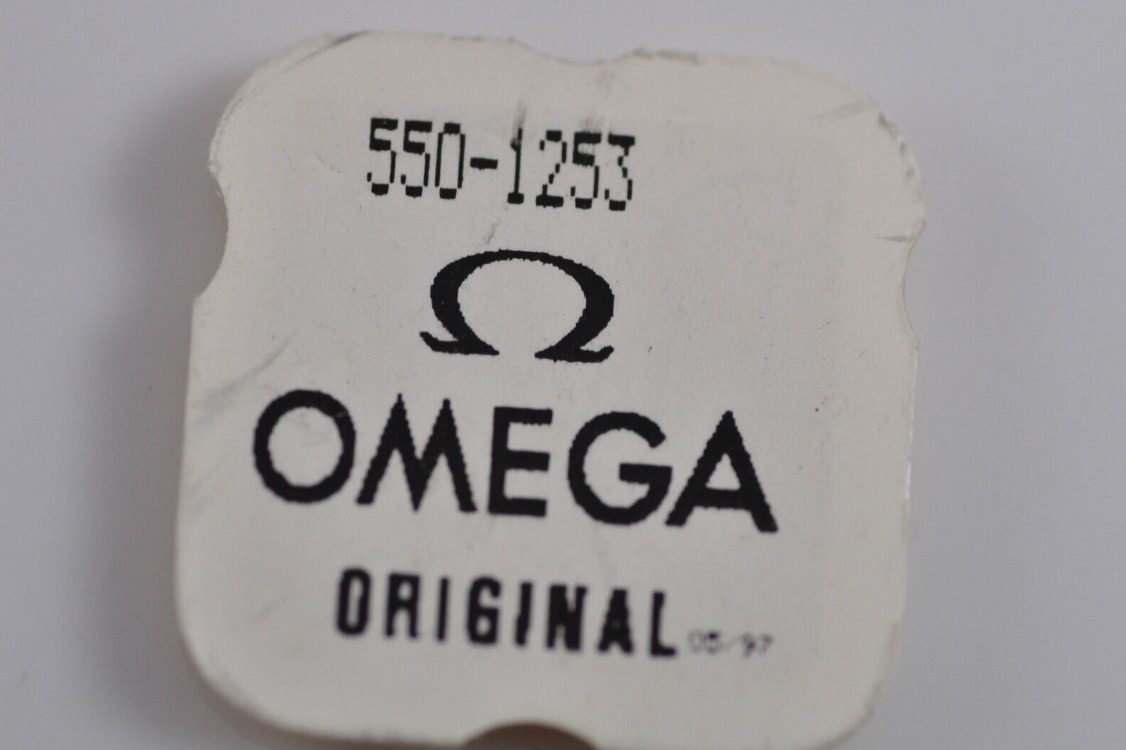 550-1253
Ω
OMEGA
ORIGINAL 05/97